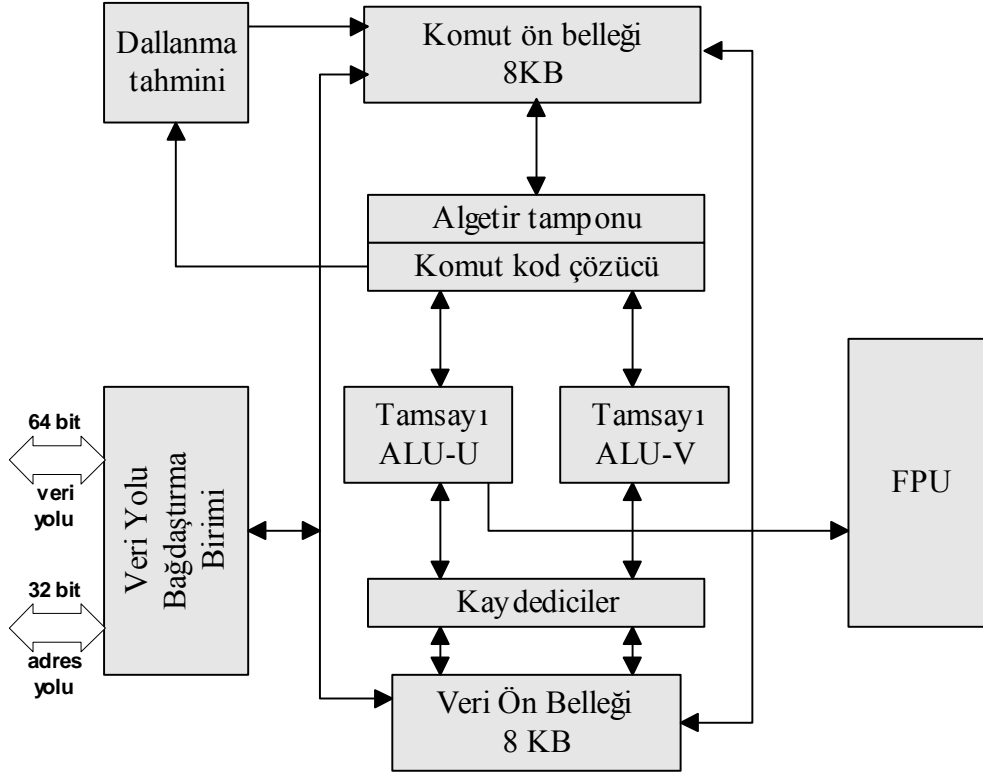 Dallanma
tahmini
Komut ön belleği
8KB
Algetir tamponu
Komut kod çözücü
Tamsayı
ALU-U
Tamsayı
ALU-V
FPU
64 bit
veri
yolu
32 bit
adres
yolu
Veri Yolu
Bağdaştırma
Birimi
Kaydediciler
Veri Ön Belleği
8 KB